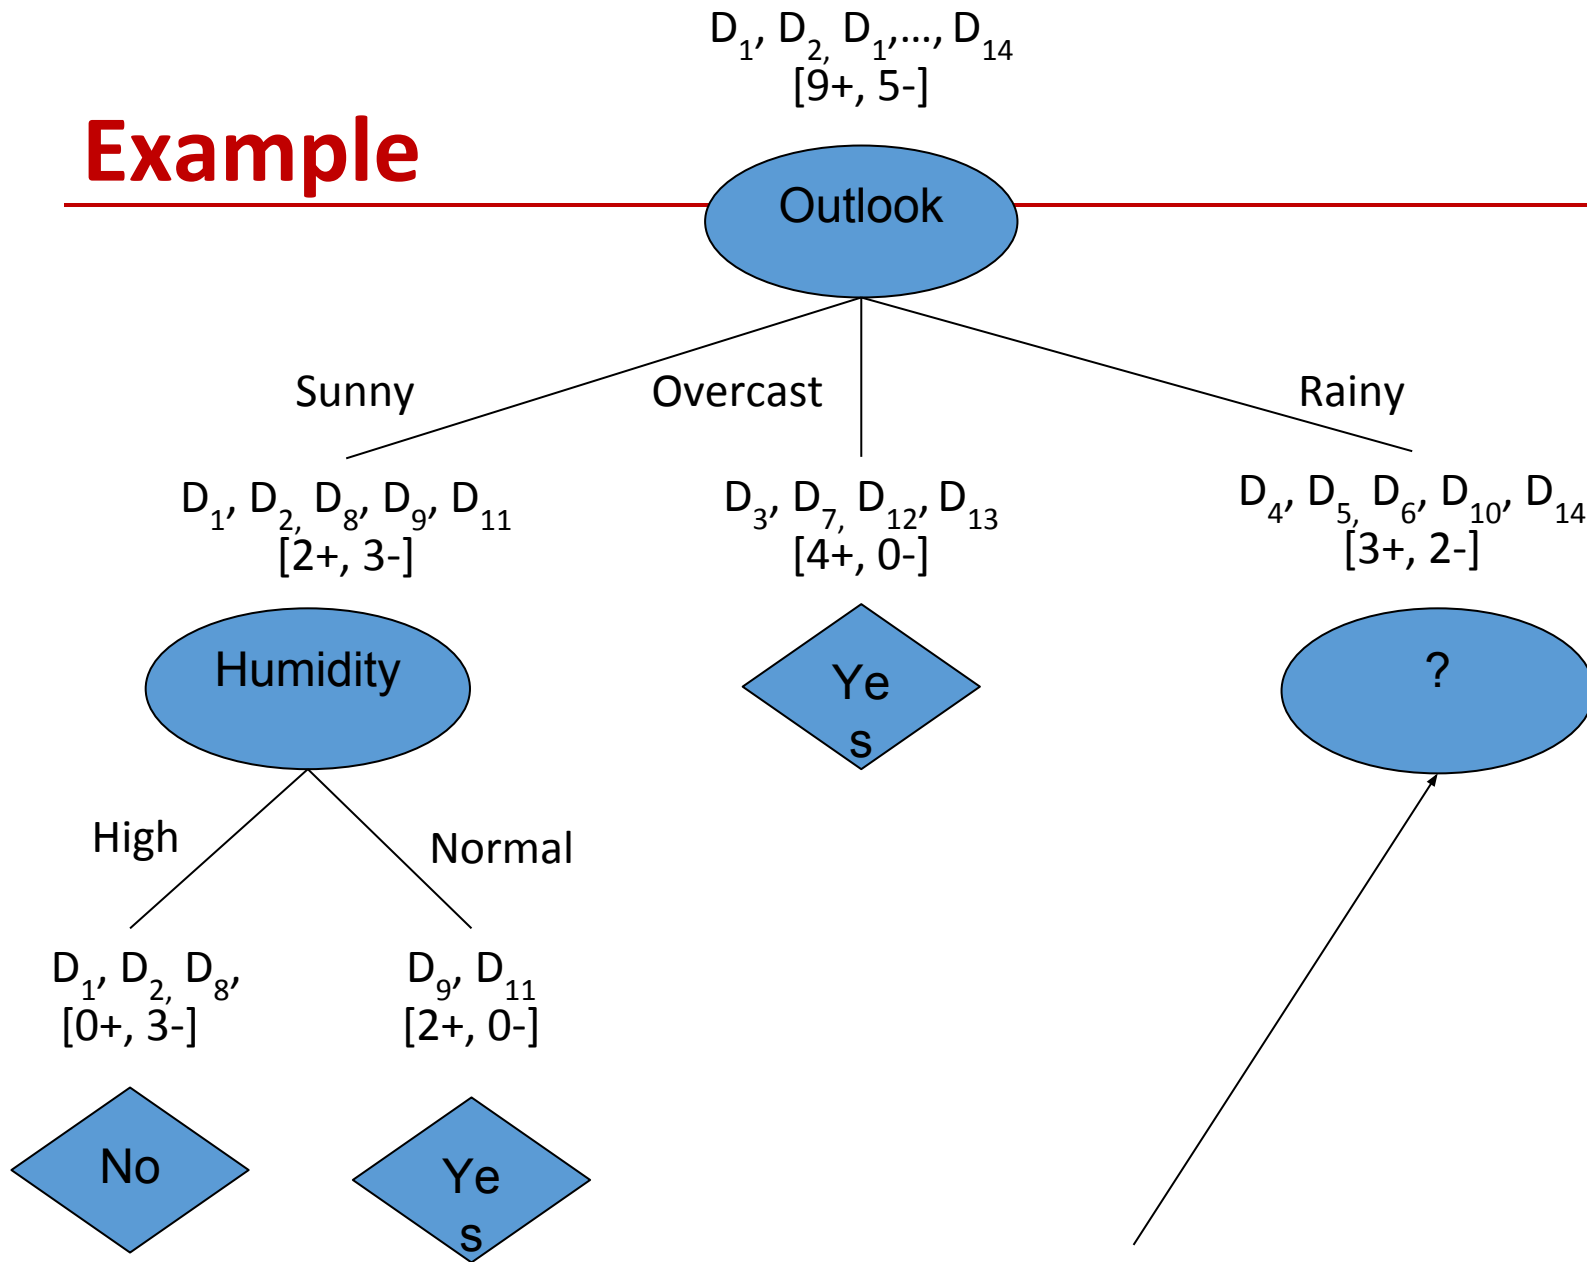 D₁, D₂, D₁,..., D₁₄
[9+, 5-]
Example
Outlook
Sunny
Overcast
Rainy
D₁, D₂, D₈, D₉, D₁₁
[2+, 3-]
D₃, D₇, D₁₂, D₁₃
[4+, 0-]
D₄, D₅, D₆, D₁₀, D₁₄
[3+, 2-]
Humidity
Ye
s
?
High
Normal
D₁, D₂, D₈,
[0+, 3-]
D₉, D₁₁
[2+, 0-]
No
Ye
s